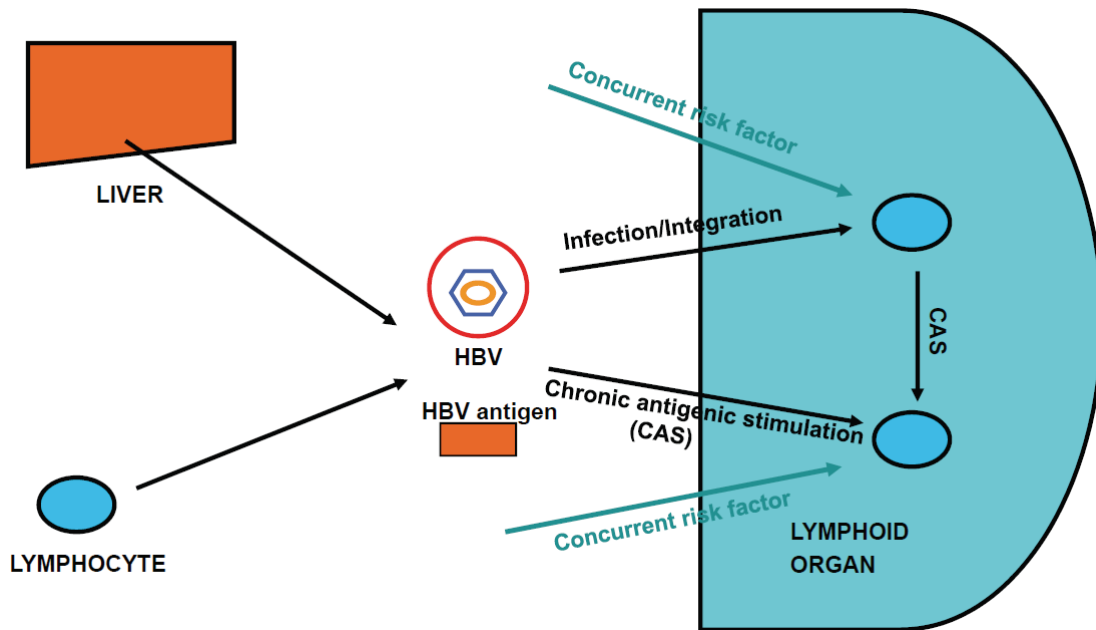 LIVER
LYMPHOCYTE
HBV
HBV antigen
Concurrent risk factor
Infection/Integration
CAS
Chronic antigenic stimulation
(CAS)
Concurrent risk factor
LYMPHOID
ORGAN